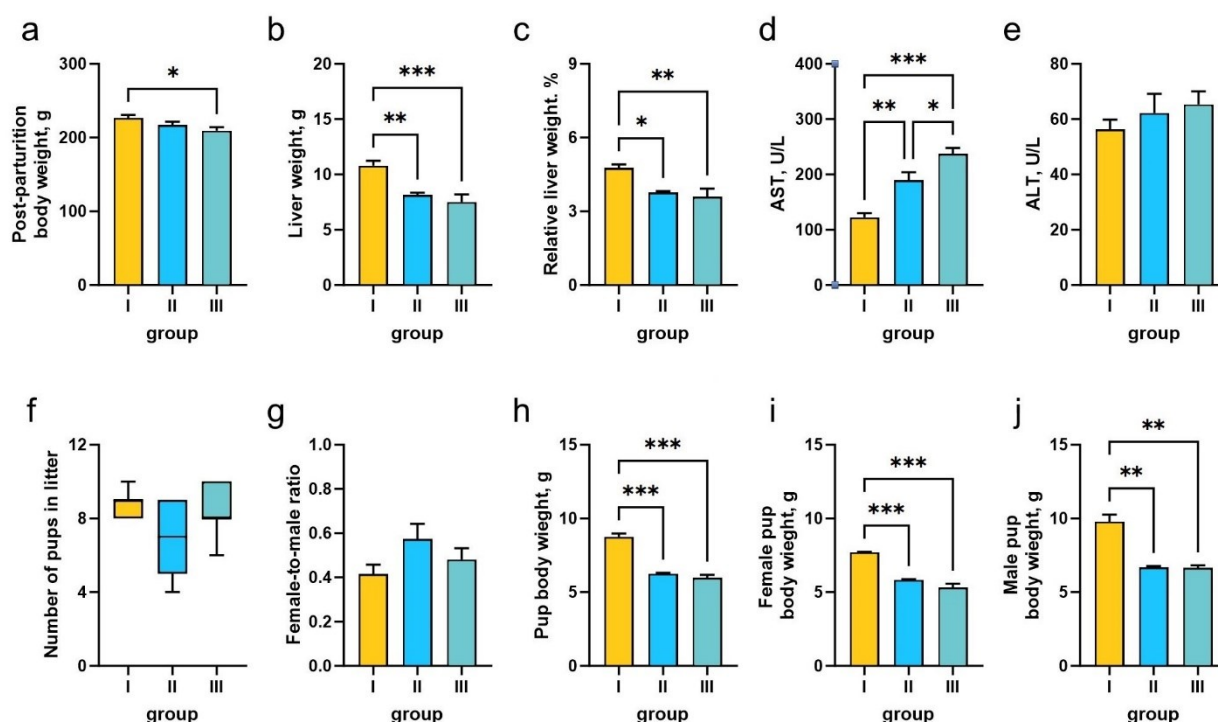 a
b
c
d
e
Post-parturition
body weight, g
300
200
100
0
*
I II III
group
Liver weight, g
20
15
10
5
0
***
**
I II III
group
Relative liver weight. %
9
6
3
0
**
*
I II III
group
AST, U/L
400
300
200
100
0
***
** *
I II III
group
ALT, U/L
80
60
40
20
0
I II III
group
f
g
h
i
j
Number of pups in litter
12
8
4
0
I II III
group
Female-to-male ratio
1.0
0.8
0.6
0.4
0.2
0.0
I II III
group
Pup body wieght, g
15
10
5
0
***
***
I II III
group
Female pup
body wieght, g
15
10
5
0
***
***
I II III
group
Male pup
body wieght, g
15
10
5
0
**
**
I II III
group